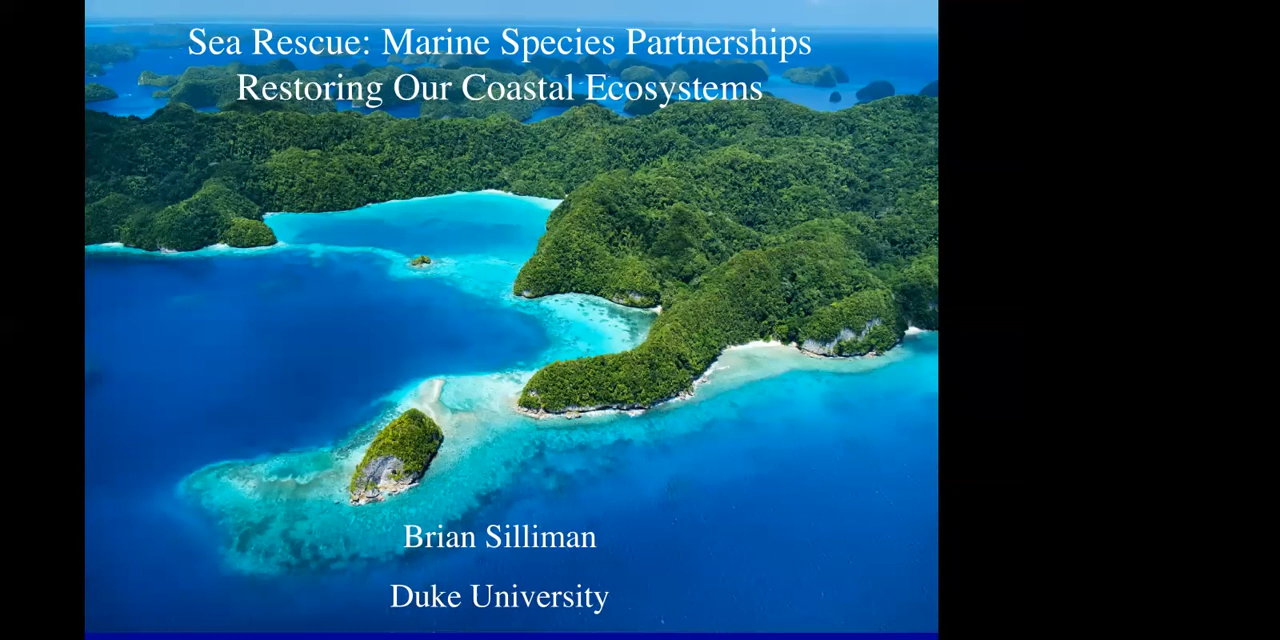 Sea Rescue: Marine Species Partnerships
Restoring Our Coastal Ecosystems
Brian Silliman
Duke University